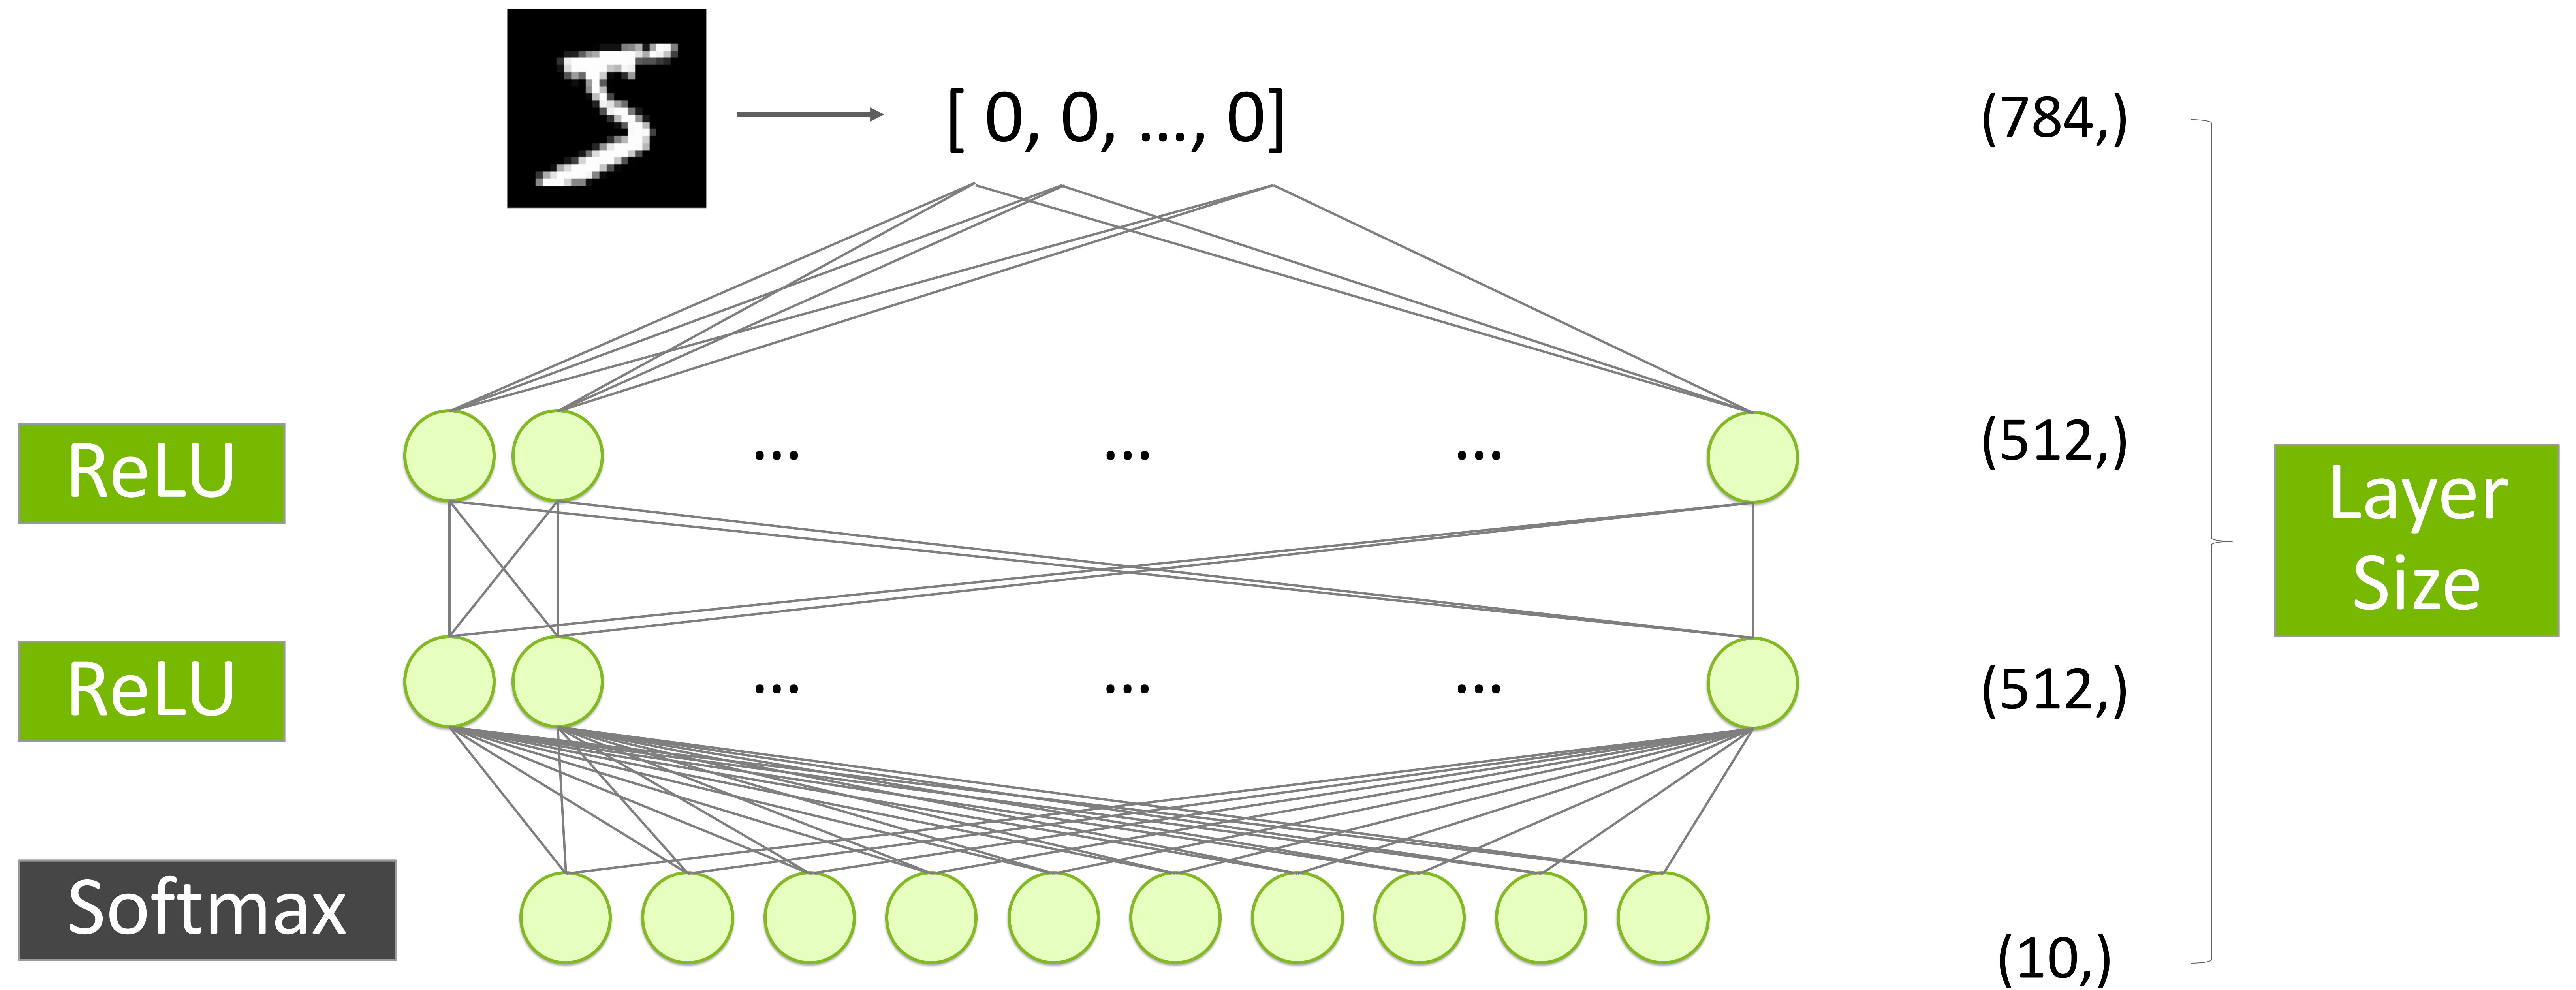 [ 0, 0, …, 0]
(784,)
ReLU
... ... ...
(512,)
Layer
Size
ReLU
... ... ...
(512,)
Softmax
(10,)